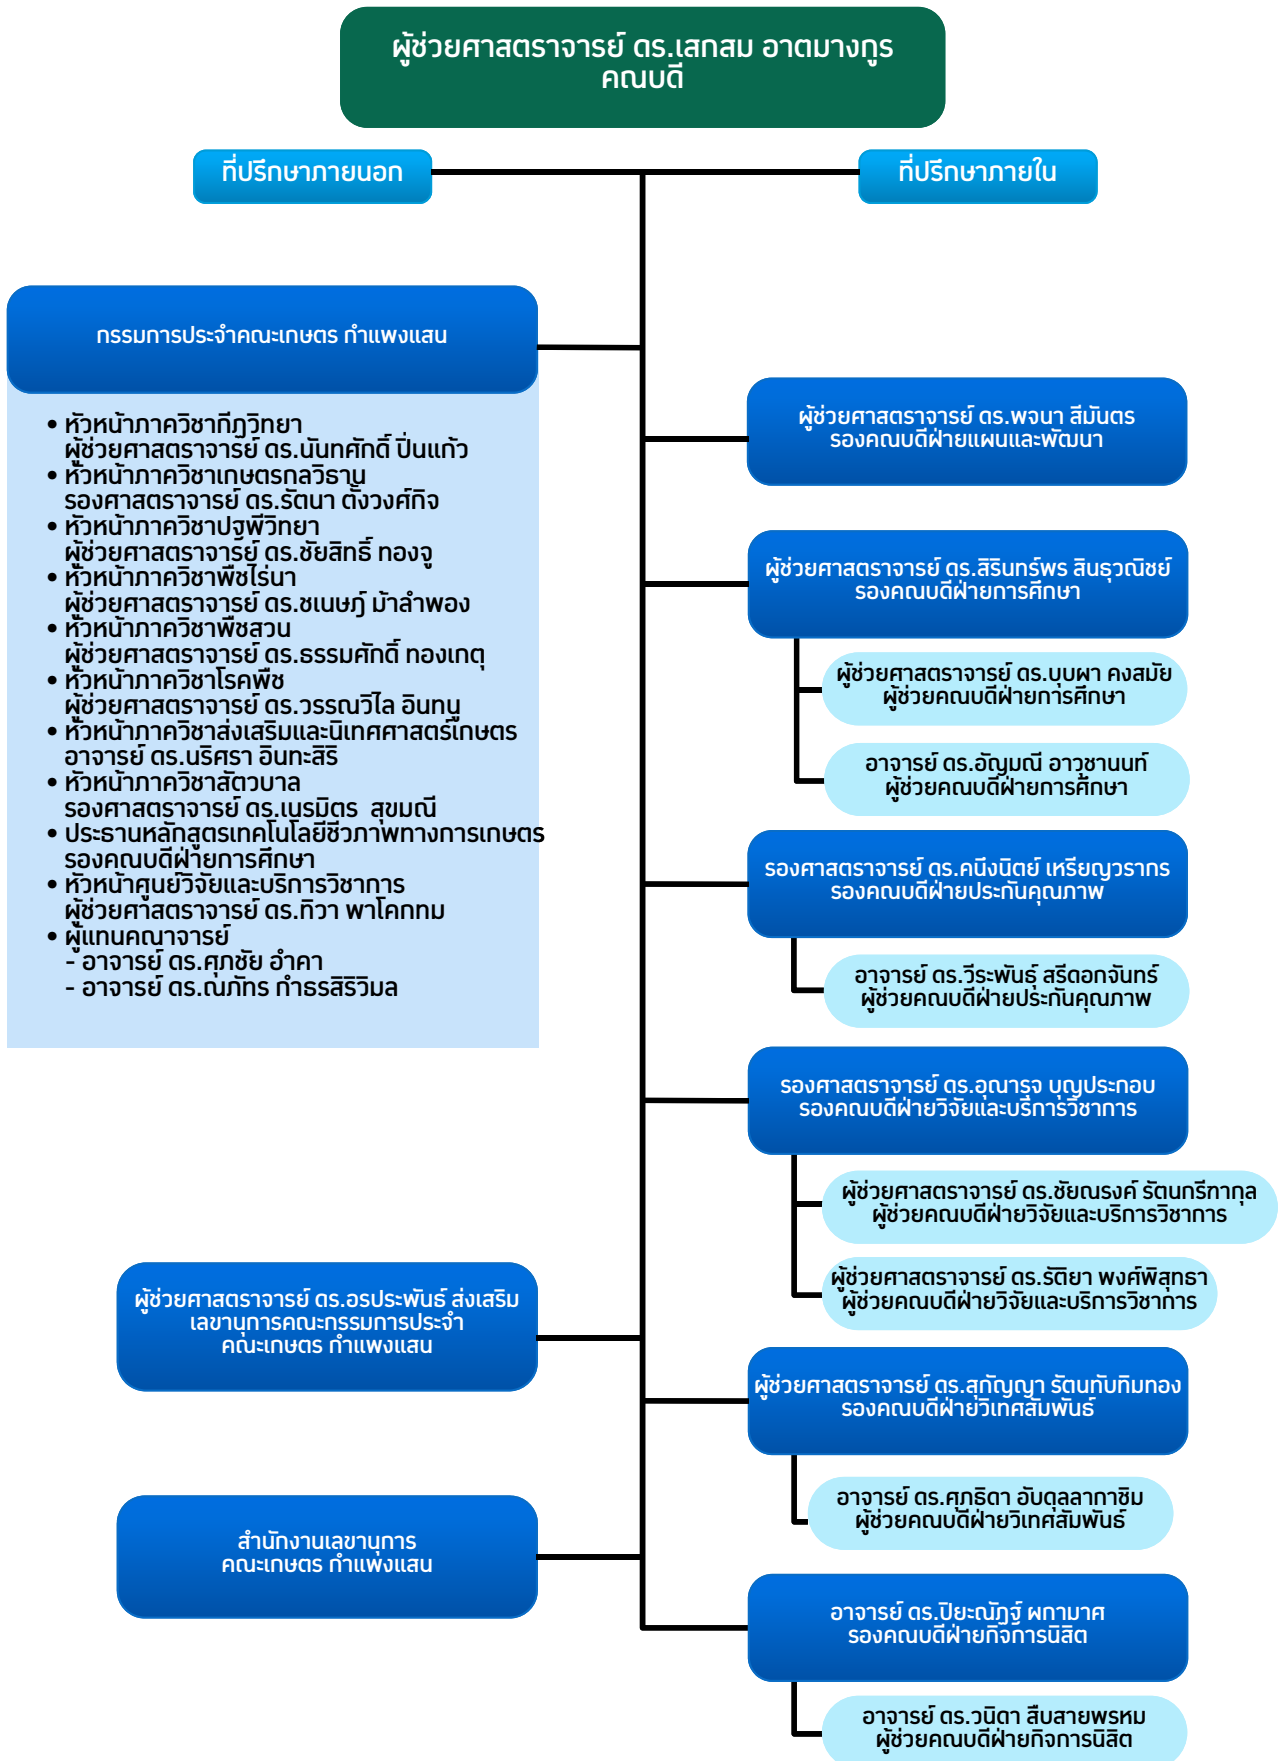 ผู้ช่วยศาสตราจารย์ ดร.เสกสม อาตมางกูร
คณบดี
ที่ปรึกษาภายนอก
ที่ปรึกษาภายใน
กรรมการประจำคณะเกษตร กำแพงแสน
• หัวหน้าภาควิชากีฏวิทยา
ผู้ช่วยศาสตราจารย์ ดร.นันทศักดิ์ ปิ่นแก้ว
• หัวหน้าภาควิชาเกษตรกลวิธาน
รองศาสตราจารย์ ดร.รัตนา ตั้งวงศ์กิจ
• หัวหน้าภาควิชาปฐพีวิทยา
ผู้ช่วยศาสตราจารย์ ดร.ชัยสิทธิ์ ทองจู
• หัวหน้าภาควิชาพืชไร่นา
ผู้ช่วยศาสตราจารย์ ดร.ชเนษฎ์ ม้าลำพอง
• หัวหน้าภาควิชาพืชสวน
ผู้ช่วยศาสตราจารย์ ดร.ธรรมศักดิ์ ทองเกตุ
• หัวหน้าภาควิชาโรคพืช
ผู้ช่วยศาสตราจารย์ ดร.วรรณวิไล อินทนู
• หัวหน้าภาควิชาส่งเสริมและนิเทศศาสตร์เกษตร
อาจารย์ ดร.นริศรา อินทะสิริ
• หัวหน้าภาควิชาสัตวบาล
รองศาสตราจารย์ ดร.เนรมิตร สุขมณี
• ประธานหลักสูตรเทคโนโลยีชีวภาพทางการเกษตร
รองคณบดีฝ่ายการศึกษา
• หัวหน้าศูนย์วิจัยและบริการวิชาการ
ผู้ช่วยศาสตราจารย์ ดร.ทิวา พาโคกทม
• ผู้แทนคณาจารย์
- อาจารย์ ดร.ศุภชัย อำคา
- อาจารย์ ดร.ณภัทร กำธรสิริวิมล
ผู้ช่วยศาสตราจารย์ ดร.พจนา สีมันตร
รองคณบดีฝ่ายแผนและพัฒนา
ผู้ช่วยศาสตราจารย์ ดร.สิรินทร์พร สินธุวณิชย์
รองคณบดีฝ่ายการศึกษา
ผู้ช่วยศาสตราจารย์ ดร.บุบผา คงสมัย
ผู้ช่วยคณบดีฝ่ายการศึกษา
อาจารย์ ดร.อัญมณี อาวุชานนท์
ผู้ช่วยคณบดีฝ่ายการศึกษา
รองศาสตราจารย์ ดร.คนึงนิตย์ เหรียญวรากร
รองคณบดีฝ่ายประกันคุณภาพ
อาจารย์ ดร.วีระพันธุ์ สรีดอกจันทร์
ผู้ช่วยคณบดีฝ่ายประกันคุณภาพ
รองศาสตราจารย์ ดร.อุณารุจ บุญประกอบ
รองคณบดีฝ่ายวิจัยและบริการวิชาการ
ผู้ช่วยศาสตราจารย์ ดร.ชัยณรงค์ รัตนกรีฑากุล
ผู้ช่วยคณบดีฝ่ายวิจัยและบริการวิชาการ
ผู้ช่วยศาสตราจารย์ ดร.รัติยา พงศ์พิสุทธา
ผู้ช่วยคณบดีฝ่ายวิจัยและบริการวิชาการ
ผู้ช่วยศาสตราจารย์ ดร.อรประพันธ์ ส่งเสริม
เลขานุการคณะกรรมการประจำ
คณะเกษตร กำแพงแสน
ผู้ช่วยศาสตราจารย์ ดร.สุกัญญา รัตนทับทิมทอง
รองคณบดีฝ่ายวิเทศสัมพันธ์
อาจารย์ ดร.ศุภธิดา อับดุลลากาซิม
ผู้ช่วยคณบดีฝ่ายวิเทศสัมพันธ์
สำนักงานเลขานุการ
คณะเกษตร กำแพงแสน
อาจารย์ ดร.ปิยะณัฎฐ์ ผกามาศ
รองคณบดีฝ่ายกิจการนิสิต
อาจารย์ ดร.วนิดา สืบสายพรหม
ผู้ช่วยคณบดีฝ่ายกิจการนิสิต